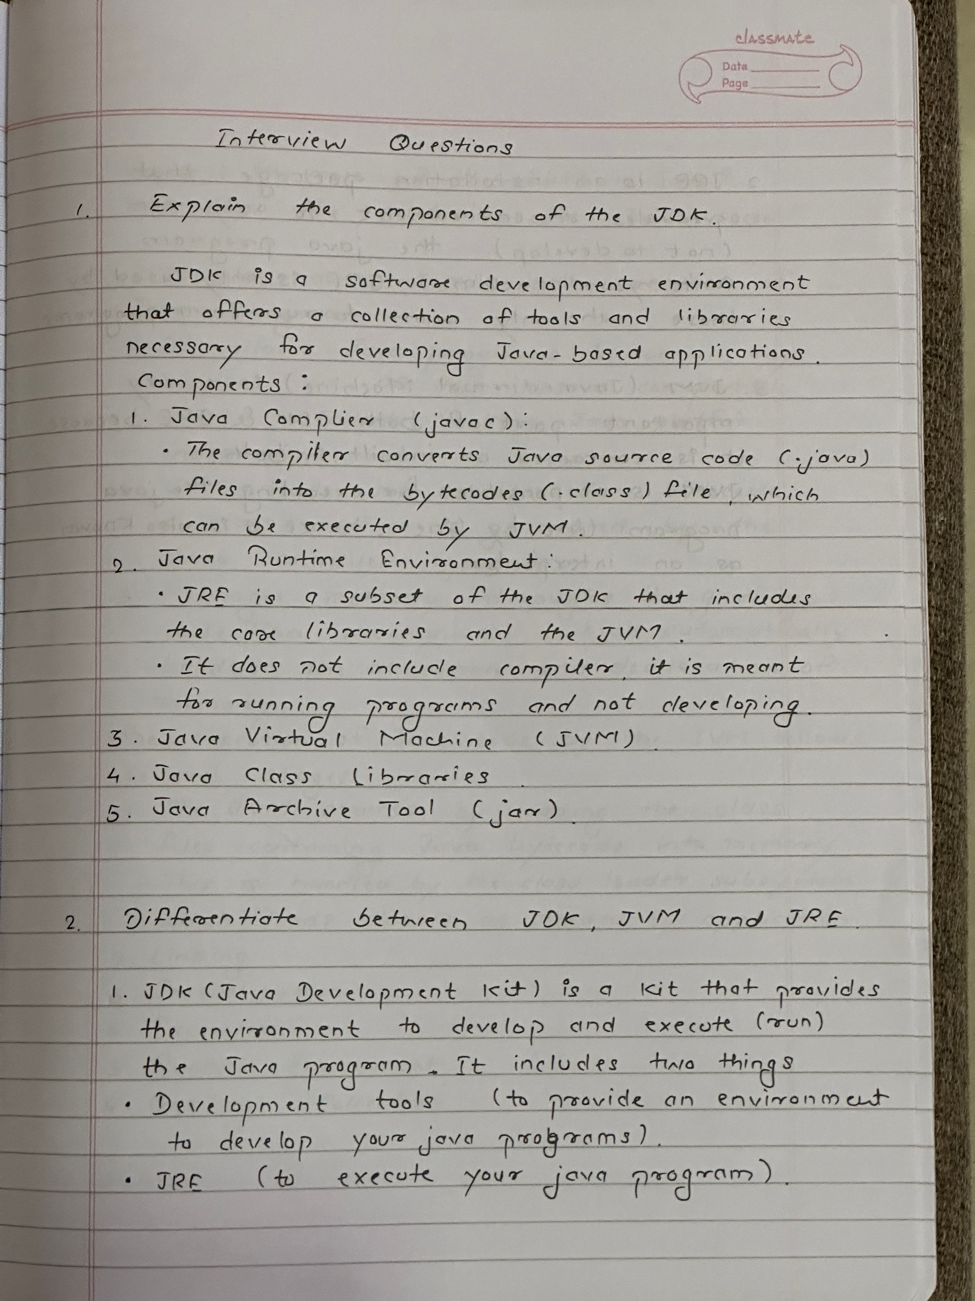 classmate
Date
Page
Interview Questions
1. Explain the components of the JDK.
JDK is a software development environment
that offers a collection of tools and libraries
necessary for developing Java-based applications.
Components :
1. Java Complier (javac):
• The compiler converts Java source code (.java)
files into the bytecodes (.class) file, which
can be executed by JVM.
2. Java Runtime Environment:
• JRE is a subset of the JDK that includes
the core libraries and the JVM.
• It does not include compiler, it is meant
for running programs and not developing.
3. Java Virtual Machine (JVM)
4. Java Class Libraries
5. Java Archive Tool (jar).
2. Differentiate between JDK, JVM and JRE.
1. JDK (Java Development Kit) is a kit that provides
the environment to develop and execute (run)
the Java program. It includes two things
• Development tools (to provide an environment
to develop your java programs).
• JRE (to execute your java program).